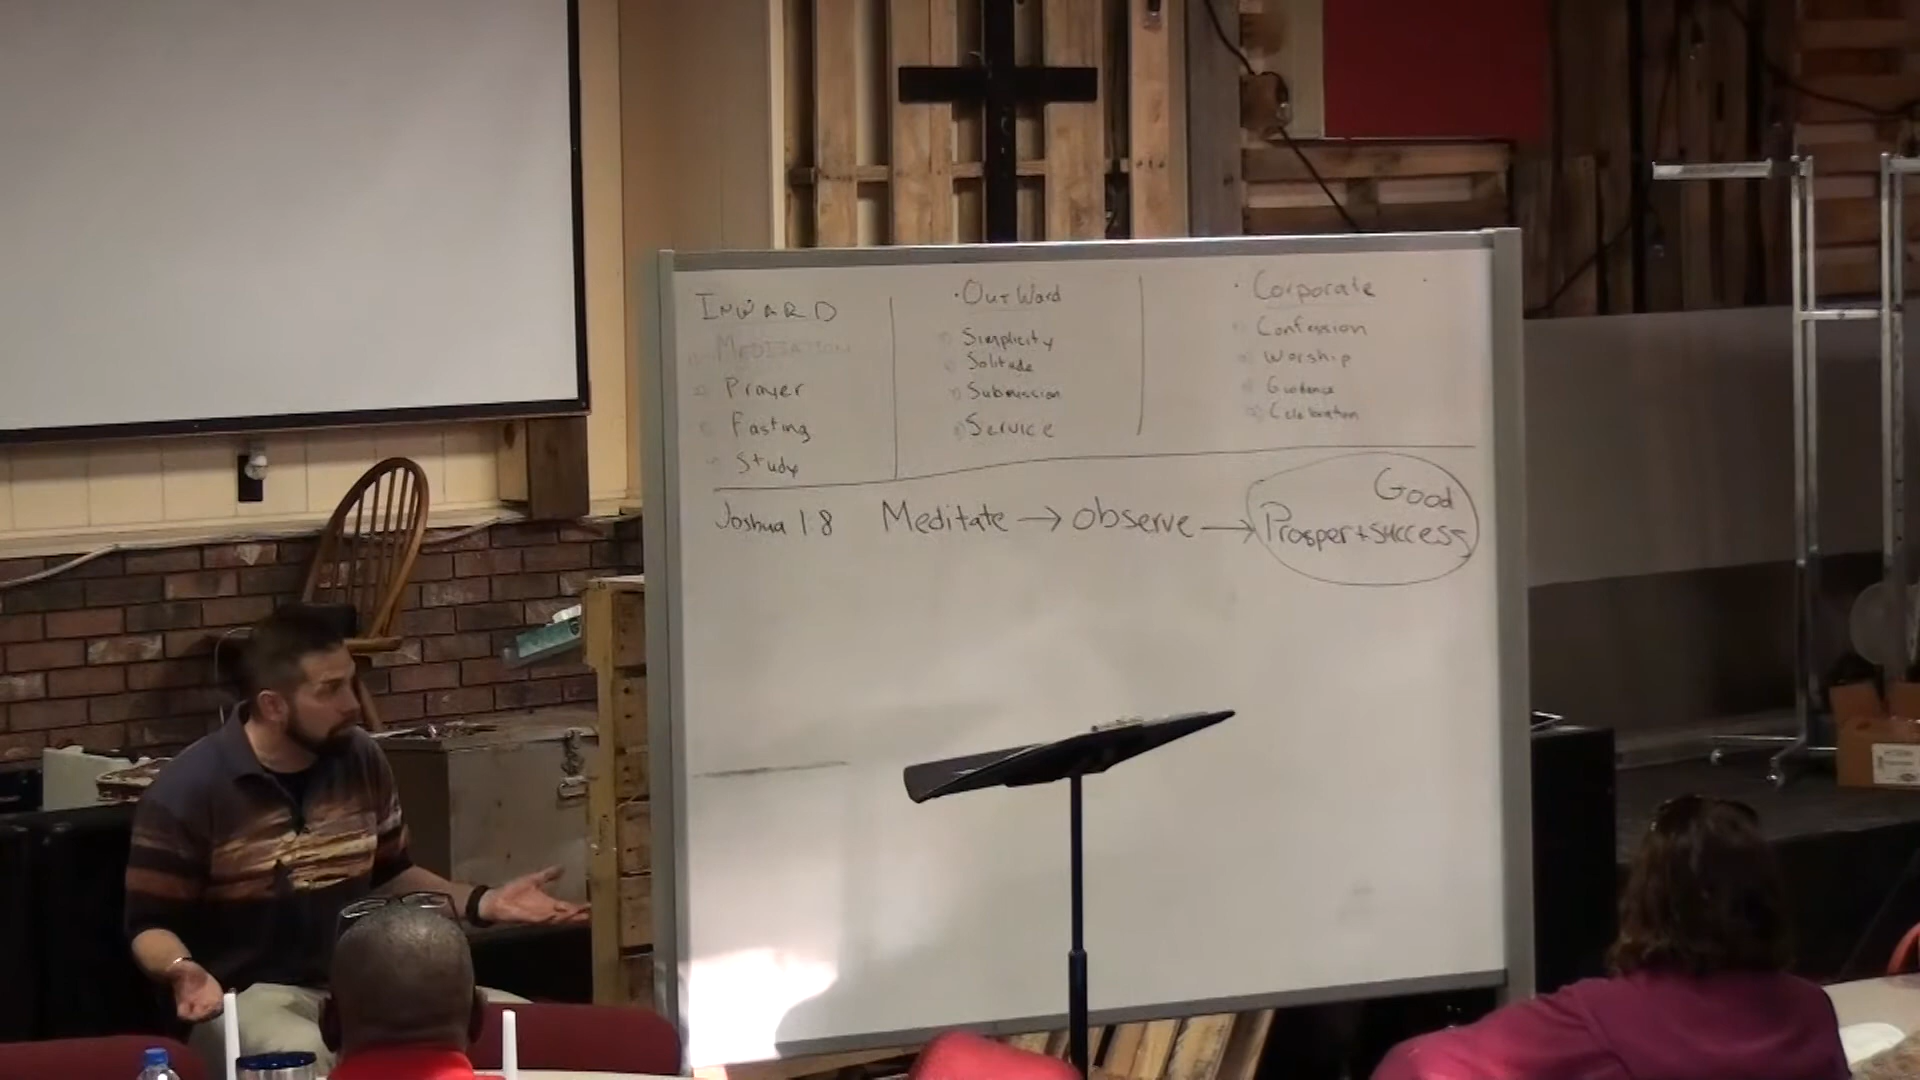 INWARD
MEDITATION
Prayer
Fasting
Study
· OutWard
Simplicity
Solitude
Submission
Service
· Corporate
Confession
Worship
Guidance
Celebration
Joshua 1:8 Meditate → observe → Good Prosper + success